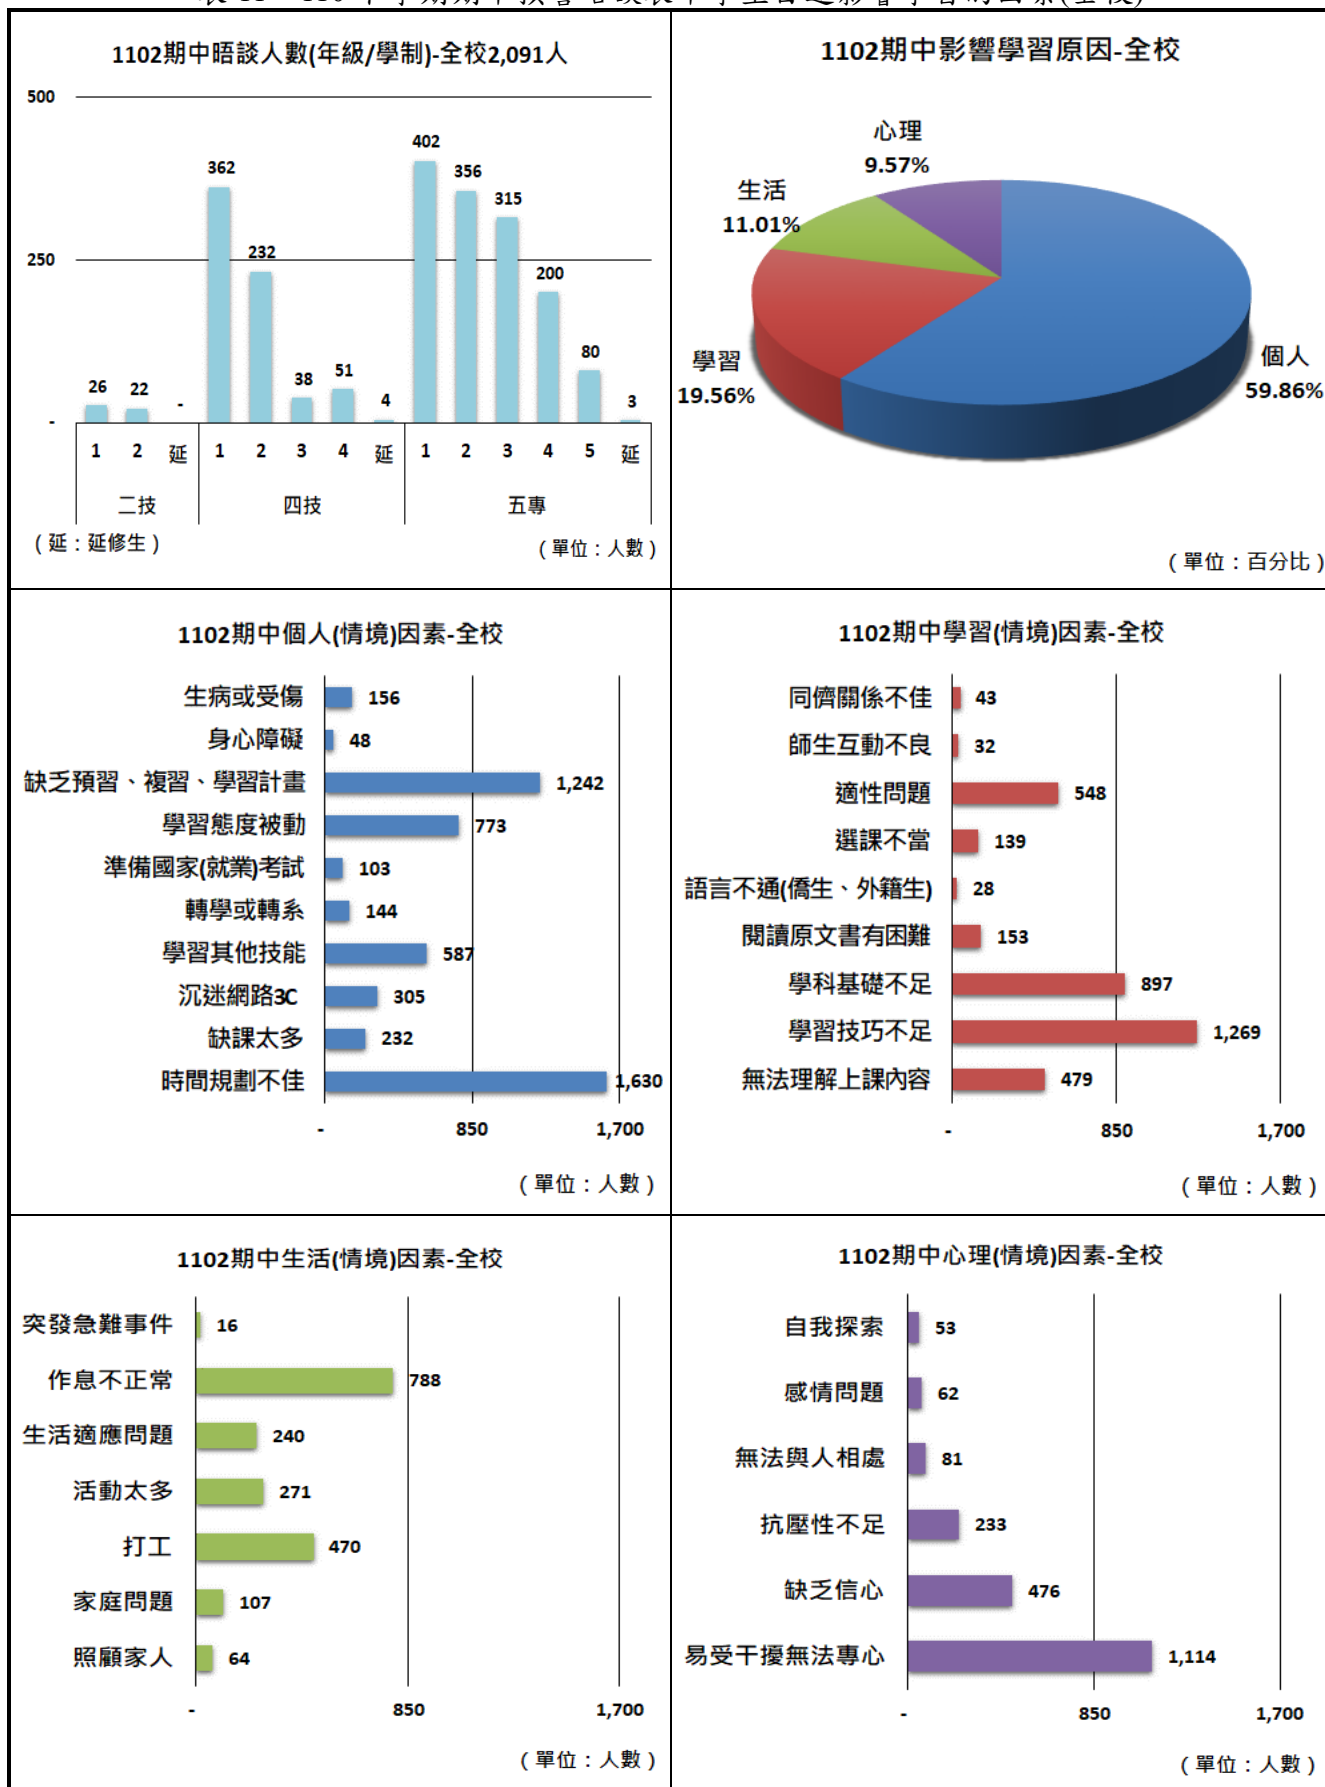 1102期中晤談人數(年級/學制)-全校2,091人
500
250
-
26
22
-
362
232
38
51
4
402
356
315
200
80
3
1 2 延 1 2 3 4 延 1 2 3 4 5 延
二技 四技 五專
(延:延修生)
(單位:人數)
1102期中影響學習原因-全校
心理
9.57%
生活
11.01%
學習
19.56%
個人
59.86%
(單位:百分比)
1102期中個人(情境)因素-全校
生病或受傷 156
身心障礙 48
缺乏預習、複習、學習計畫 1,242
學習態度被動 773
準備國家(就業)考試 103
轉學或轉系 144
學習其他技能 587
沉迷網路3C 305
缺課太多 232
時間規劃不佳 1,630
- 850 1,700
(單位:人數)
1102期中學習(情境)因素-全校
同儕關係不佳 43
師生互動不良 32
適性問題 548
選課不當 139
語言不通(僑生、外籍生) 28
閱讀原文書有困難 153
學科基礎不足 897
學習技巧不足 1,269
無法理解上課內容 479
- 850 1,700
(單位:人數)
1102期中生活(情境)因素-全校
突發急難事件 16
作息不正常 788
生活適應問題 240
活動太多 271
打工 470
家庭問題 107
照顧家人 64
- 850 1,700
(單位:人數)
1102期中心理(情境)因素-全校
自我探索 53
感情問題 62
無法與人相處 81
抗壓性不足 233
缺乏信心 476
易受干擾無法專心 1,114
- 850 1,700
(單位:人數)